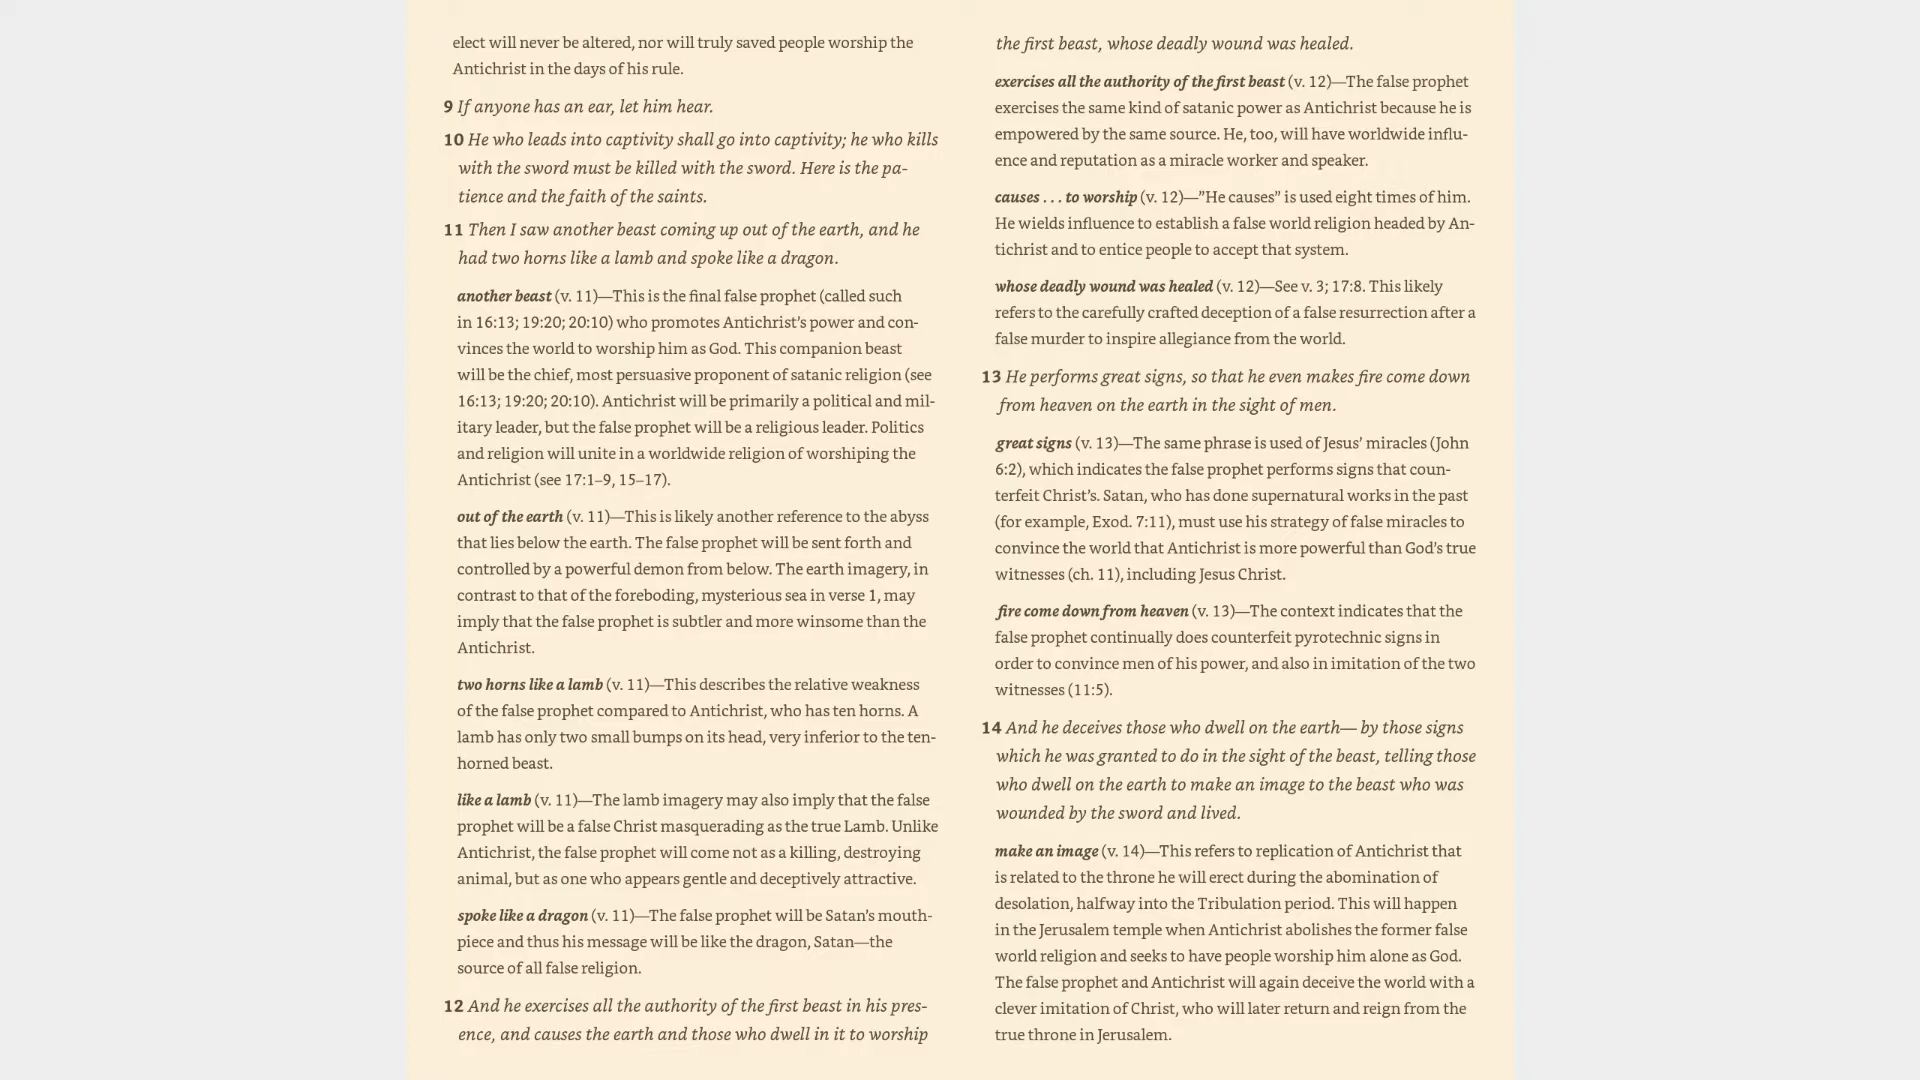 elect will never be altered, nor will truly saved people worship the
Antichrist in the days of his rule.
9 If anyone has an ear, let him hear.
10 He who leads into captivity shall go into captivity; he who kills
with the sword must be killed with the sword. Here is the pa-
tience and the faith of the saints.
11 Then I saw another beast coming up out of the earth, and he
had two horns like a lamb and spoke like a dragon.
another beast (v. 11)—This is the final false prophet (called such
in 16:13; 19:20; 20:10) who promotes Antichrist's power and con-
vinces the world to worship him as God. This companion beast
will be the chief, most persuasive proponent of satanic religion (see
16:13; 19:20; 20:10). Antichrist will be primarily a political and mil-
itary leader, but the false prophet will be a religious leader. Politics
and religion will unite in a worldwide religion of worshiping the
Antichrist (see 17:1–9, 15–17).
out of the earth (v. 11)—This is likely another reference to the abyss
that lies below the earth. The false prophet will be sent forth and
controlled by a powerful demon from below. The earth imagery, in
contrast to that of the foreboding, mysterious sea in verse 1, may
imply that the false prophet is subtler and more winsome than the
Antichrist.
two horns like a lamb (v. 11)—This describes the relative weakness
of the false prophet compared to Antichrist, who has ten horns. A
lamb has only two small bumps on its head, very inferior to the ten-
horned beast.
like a lamb (v. 11)—The lamb imagery may also imply that the false
prophet will be a false Christ masquerading as the true Lamb. Unlike
Antichrist, the false prophet will come not as a killing, destroying
animal, but as one who appears gentle and deceptively attractive.
spoke like a dragon (v. 11)—The false prophet will be Satan's mouth-
piece and thus his message will be like the dragon, Satan—the
source of all false religion.
12 And he exercises all the authority of the first beast in his pres-
ence, and causes the earth and those who dwell in it to worship
the first beast, whose deadly wound was healed.
exercises all the authority of the first beast (v. 12)—The false prophet
exercises the same kind of satanic power as Antichrist because he is
empowered by the same source. He, too, will have worldwide influ-
ence and reputation as a miracle worker and speaker.
causes . . . to worship (v. 12)—”He causes” is used eight times of him.
He wields influence to establish a false world religion headed by An-
tichrist and to entice people to accept that system.
whose deadly wound was healed (v. 12)—See v. 3; 17:8. This likely
refers to the carefully crafted deception of a false resurrection after a
false murder to inspire allegiance from the world.
13 He performs great signs, so that he even makes fire come down
from heaven on the earth in the sight of men.
great signs (v. 13)—The same phrase is used of Jesus' miracles (John
6:2), which indicates the false prophet performs signs that coun-
terfeit Christ's. Satan, who has done supernatural works in the past
(for example, Exod. 7:11), must use his strategy of false miracles to
convince the world that Antichrist is more powerful than God's true
witnesses (ch. 11), including Jesus Christ.
fire come down from heaven (v. 13)—The context indicates that the
false prophet continually does counterfeit pyrotechnic signs in
order to convince men of his power, and also in imitation of the two
witnesses (11:5).
14 And he deceives those who dwell on the earth— by those signs
which he was granted to do in the sight of the beast, telling those
who dwell on the earth to make an image to the beast who was
wounded by the sword and lived.
make an image (v. 14)—This refers to replication of Antichrist that
is related to the throne he will erect during the abomination of
desolation, halfway into the Tribulation period. This will happen
in the Jerusalem temple when Antichrist abolishes the former false
world religion and seeks to have people worship him alone as God.
The false prophet and Antichrist will again deceive the world with a
clever imitation of Christ, who will later return and reign from the
true throne in Jerusalem.